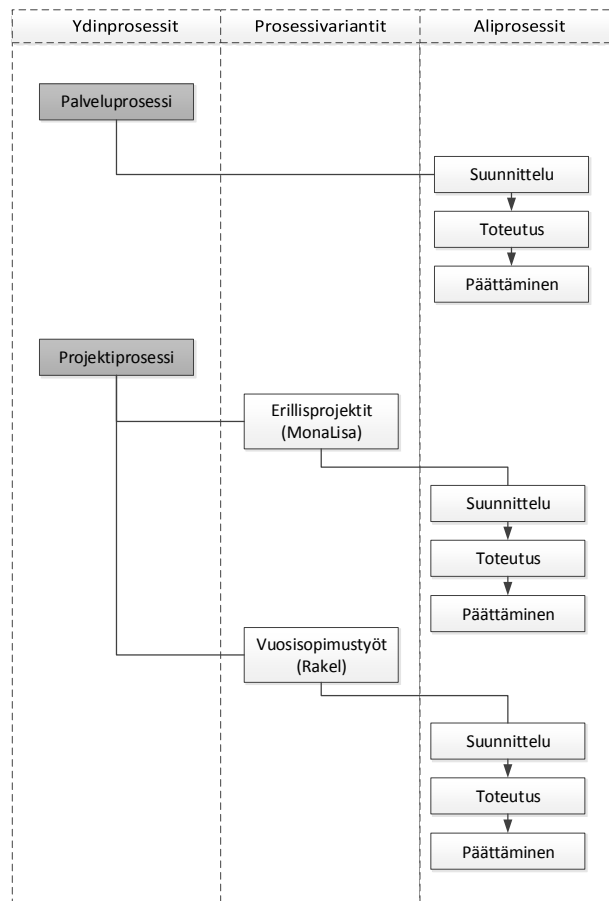 Ydinprosessit
Prosessivariantit
Aliprosessit
Palveluprosessi
Suunnittelu
Toteutus
Päättäminen
Projektiprosessi
Erillisprojektit
(MonaLisa)
Suunnittelu
Toteutus
Päättäminen
Vuosisopimustyöt
(Rakel)
Suunnittelu
Toteutus
Päättäminen